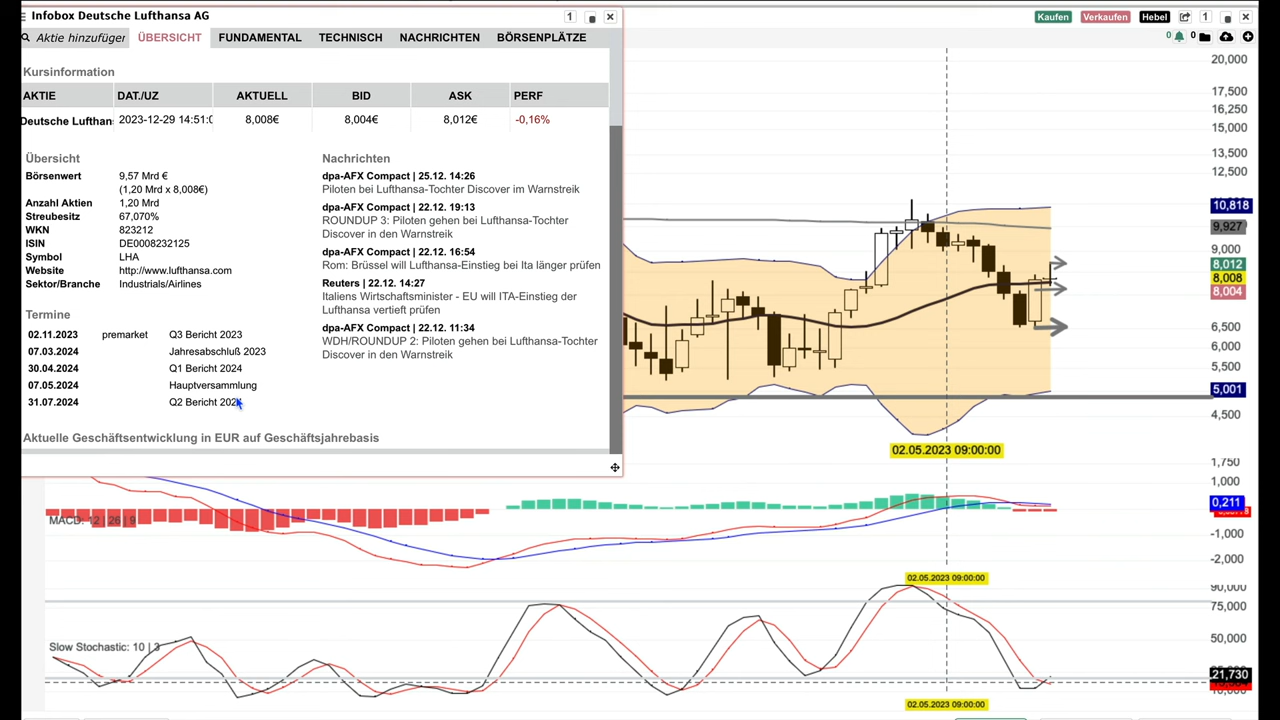 Infobox Deutsche Lufthansa AG
1
Kaufen
Verkaufen
Hebel
1
Aktie hinzufüger
ÜBERSICHT
FUNDAMENTAL
TECHNISCH
NACHRICHTEN
BÖRSENPLÄTZE
0
0
Kursinformation
AKTIE DAT./UZ AKTUELL BID ASK PERF
Deutsche Lufthans 2023-12-29 14:51:0 8,008€ 8,004€ 8,012€ -0,16%
Übersicht
Börsenwert 9,57 Mrd €
(1,20 Mrd x 8,008€)
Anzahl Aktien 1,20 Mrd
Streubesitz 67,070%
WKN 823212
ISIN DE0008232125
Symbol LHA
Website http://www.lufthansa.com
Sektor/Branche Industrials/Airlines
Termine
02.11.2023 premarket Q3 Bericht 2023
07.03.2024 Jahresabschluß 2023
30.04.2024 Q1 Bericht 2024
07.05.2024 Hauptversammlung
31.07.2024 Q2 Bericht 202
Nachrichten
dpa-AFX Compact | 25.12. 14:26
Piloten bei Lufthansa-Tochter Discover im Warnstreik
dpa-AFX Compact | 22.12. 19:13
ROUNDUP 3: Piloten gehen bei Lufthansa-Tochter
Discover in den Warnstreik
dpa-AFX Compact | 22.12. 16:54
Rom: Brüssel will Lufthansa-Einstieg bei Ita länger prüfen
Reuters | 22.12. 14:27
Italiens Wirtschaftsminister - EU will ITA-Einstieg der
Lufthansa vertieft prüfen
dpa-AFX Compact | 22.12. 11:34
WDH/ROUNDUP 2: Piloten gehen bei Lufthansa-Tochter
Discover in den Warnstreik
Aktuelle Geschäftsentwicklung in EUR auf Geschäftsjahrebasis
20,000
17,500
16,250
15,000
13,500
12,500
10,818
9,927
9,000
8,012
8,008
8,004
6,500
6,000
5,500
5,001
4,500
02.05.2023 09:00:00
1,750
1,000
0,211
-1,000
-2,000
MACD: 12 | 26 | 9
02.05.2023 09:00:00
90,000
75,000
50,000
21,730
Slow Stochastic: 10 | 3
02.05.2023 09:00:00